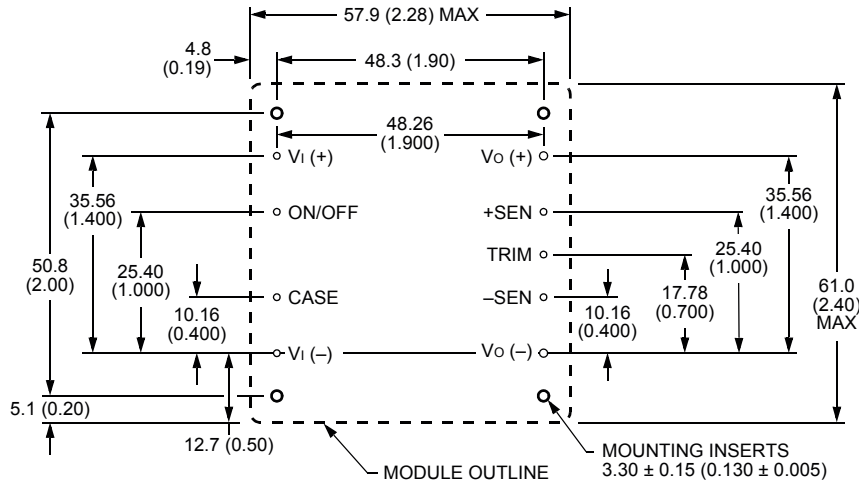 57.9 (2.28) MAX
4.8
(0.19)
48.3 (1.90)
48.26
(1.900)
VI (+)
VO (+)
35.56
(1.400)
35.56
(1.400)
ON/OFF
+SEN
TRIM
50.8
(2.00)
25.40
(1.000)
25.40
(1.000)
61.0
(2.40)
MAX
10.16
(0.400)
CASE
–SEN
10.16
(0.400)
17.78
(0.700)
VI (–)
VO (–)
5.1 (0.20)
12.7 (0.50)
MODULE OUTLINE
MOUNTING INSERTS
3.30 ± 0.15 (0.130 ± 0.005)